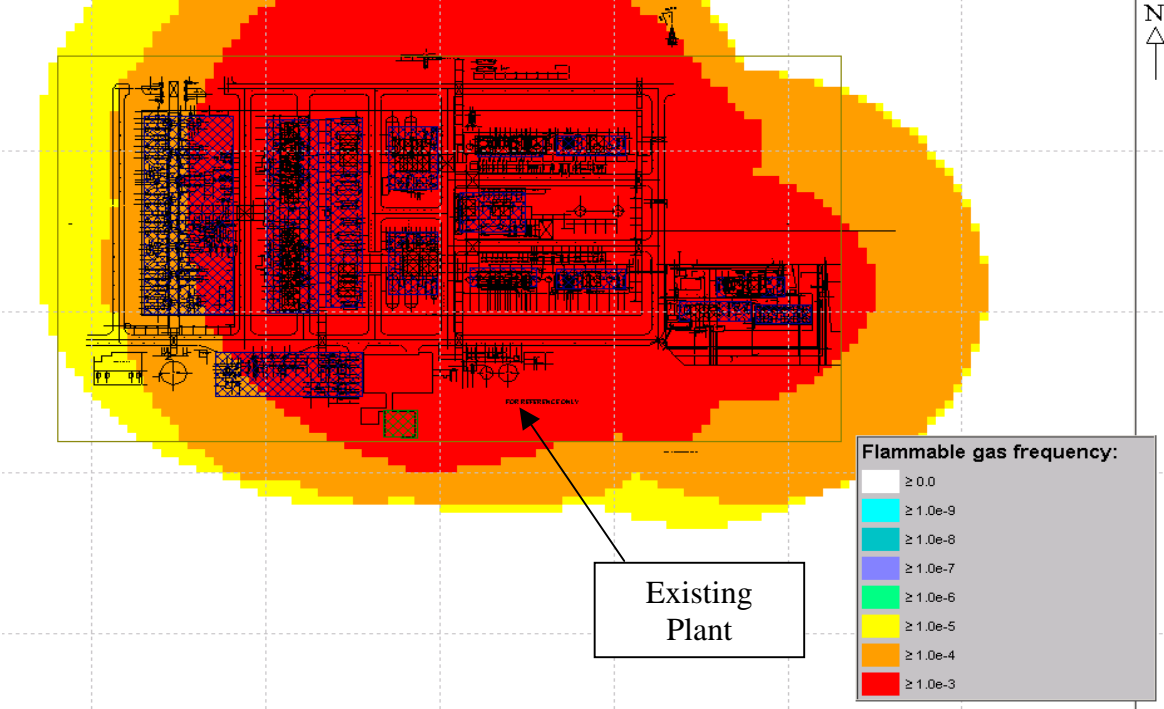 N
FOR REFERENCE ONLY
Flammable gas frequency:
≥ 0.0
≥ 1.0e-9
≥ 1.0e-8
≥ 1.0e-7
≥ 1.0e-6
≥ 1.0e-5
≥ 1.0e-4
≥ 1.0e-3
Existing
Plant